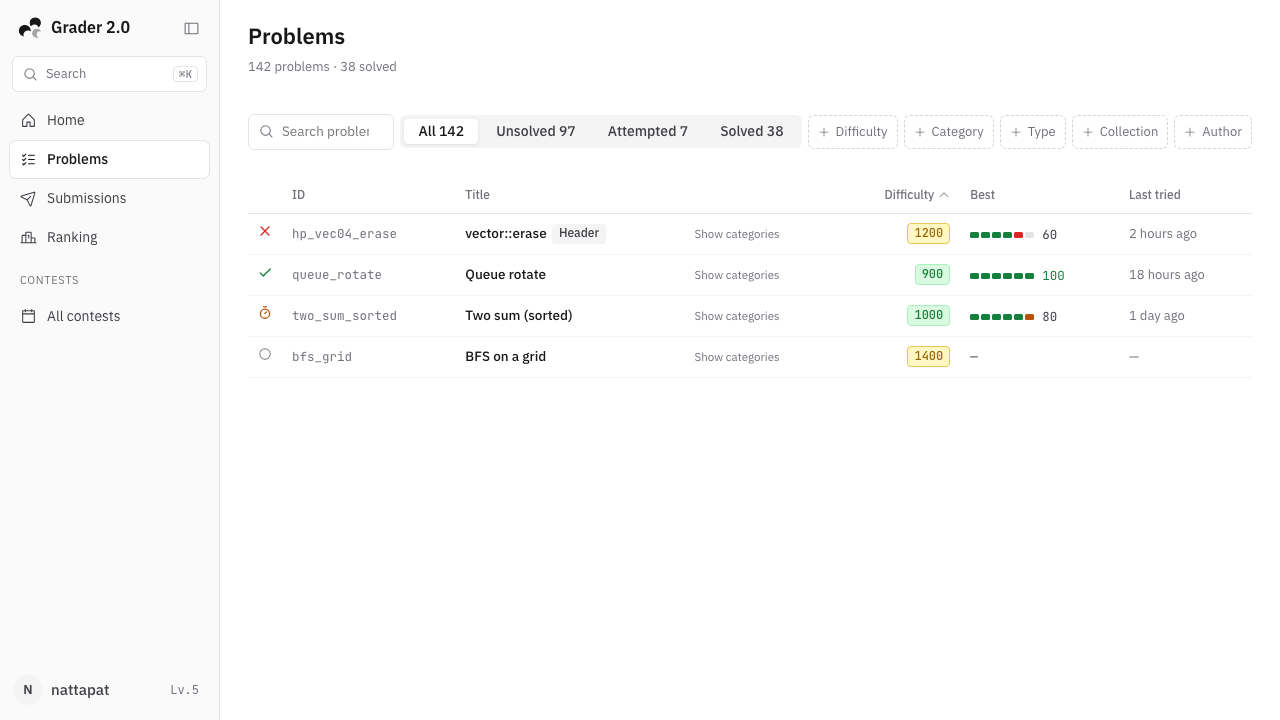 Grader 2.0
Search ⌘K
Home
Problems
Submissions
Ranking
CONTESTS
All contests
N nattapat Lv.5
Problems
142 problems · 38 solved
Search probler
All 142 Unsolved 97 Attempted 7 Solved 38 + Difficulty + Category + Type + Collection + Author
ID Title Difficulty Best Last tried
hp_vec04_erase vector::erase Header Show categories 1200 60 2 hours ago
queue_rotate Queue rotate Show categories 900 100 18 hours ago
two_sum_sorted Two sum (sorted) Show categories 1000 80 1 day ago
bfs_grid BFS on a grid Show categories 1400 — —